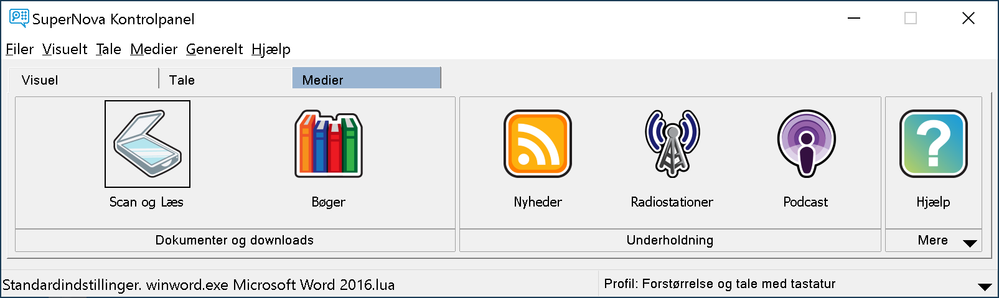 SuperNova Kontrolpanel
Filer Visuelt Tale Medier Generelt Hjælp
Visuel Tale Medier
Scan og Læs Bøger Nyheder Radiostationer Podcast Hjælp
Dokumenter og downloads Underholdning Mere
Standardindstillinger. winword.exe Microsoft Word 2016.lua Profil: Forstørrelse og tale med tastatur